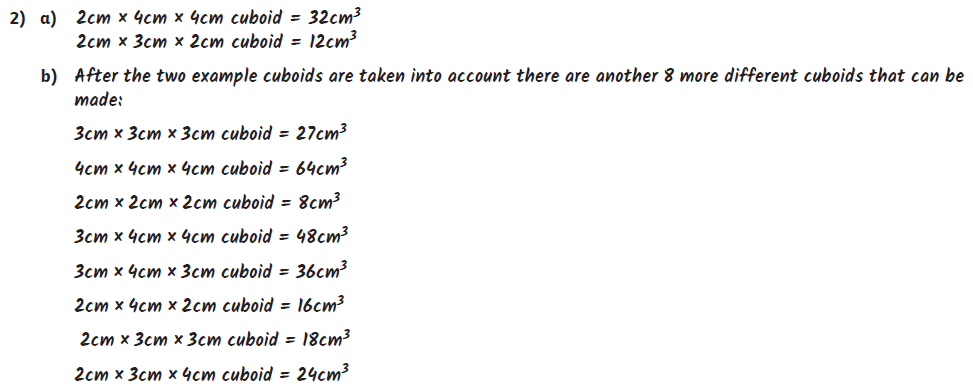 2) a) 2cm × 4cm × 4cm cuboid = 32cm³
2cm × 3cm × 2cm cuboid = 12cm³
b) After the two example cuboids are taken into account there are another 8 more different cuboids that can be
made:
3cm × 3cm × 3cm cuboid = 27cm³
4cm × 4cm × 4cm cuboid = 64cm³
2cm × 2cm × 2cm cuboid = 8cm³
3cm × 4cm × 4cm cuboid = 48cm³
3cm × 4cm × 3cm cuboid = 36cm³
2cm × 4cm × 2cm cuboid = 16cm³
2cm × 3cm × 3cm cuboid = 18cm³
2cm × 3cm × 4cm cuboid = 24cm³